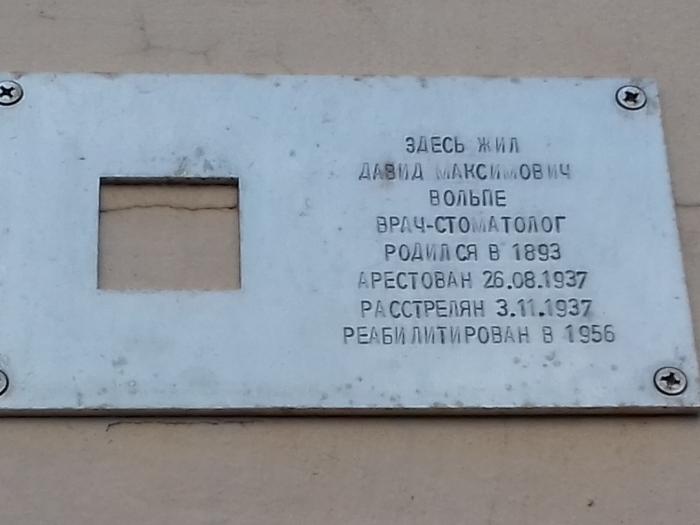 ЗДЕСЬ ЖИЛ
ДАВИД МАКСИМОВИЧ
ВОЛЬПЕ
ВРАЧ-СТОМАТОЛОГ
РОДИЛСЯ В 1893
АРЕСТОВАН 26.08.1937
РАССТРЕЛЯН 3.11.1937
РЕАБИЛИТИРОВАН В 1956